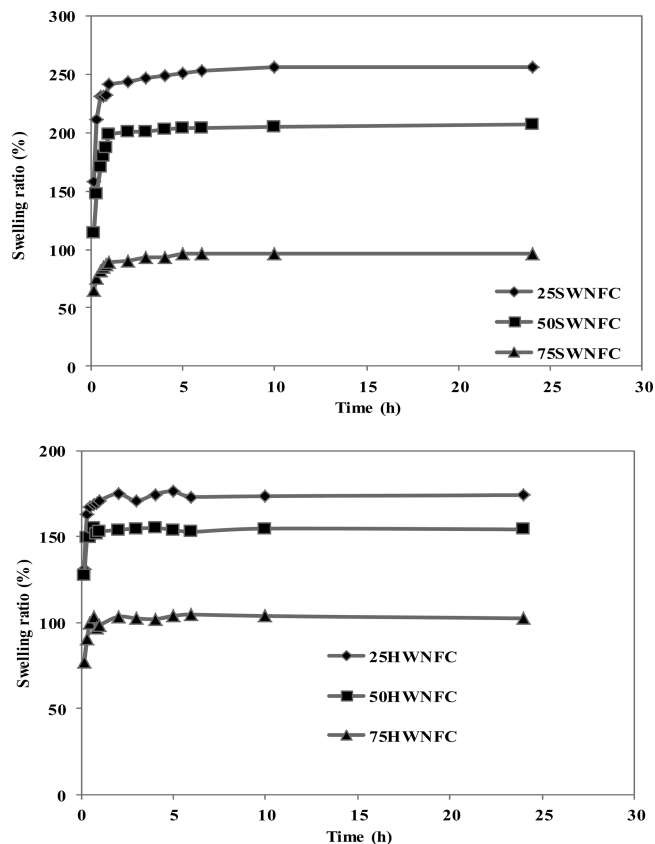 300
250
200
150
100
50
0
Swelling ratio (%)
25SWNFC
50SWNFC
75SWNFC
0 5 10 15 20 25 30
Time (h)
200
150
100
50
0
Swelling ratio (%)
25HWNFC
50HWNFC
75HWNFC
0 5 10 15 20 25 30
Time (h)